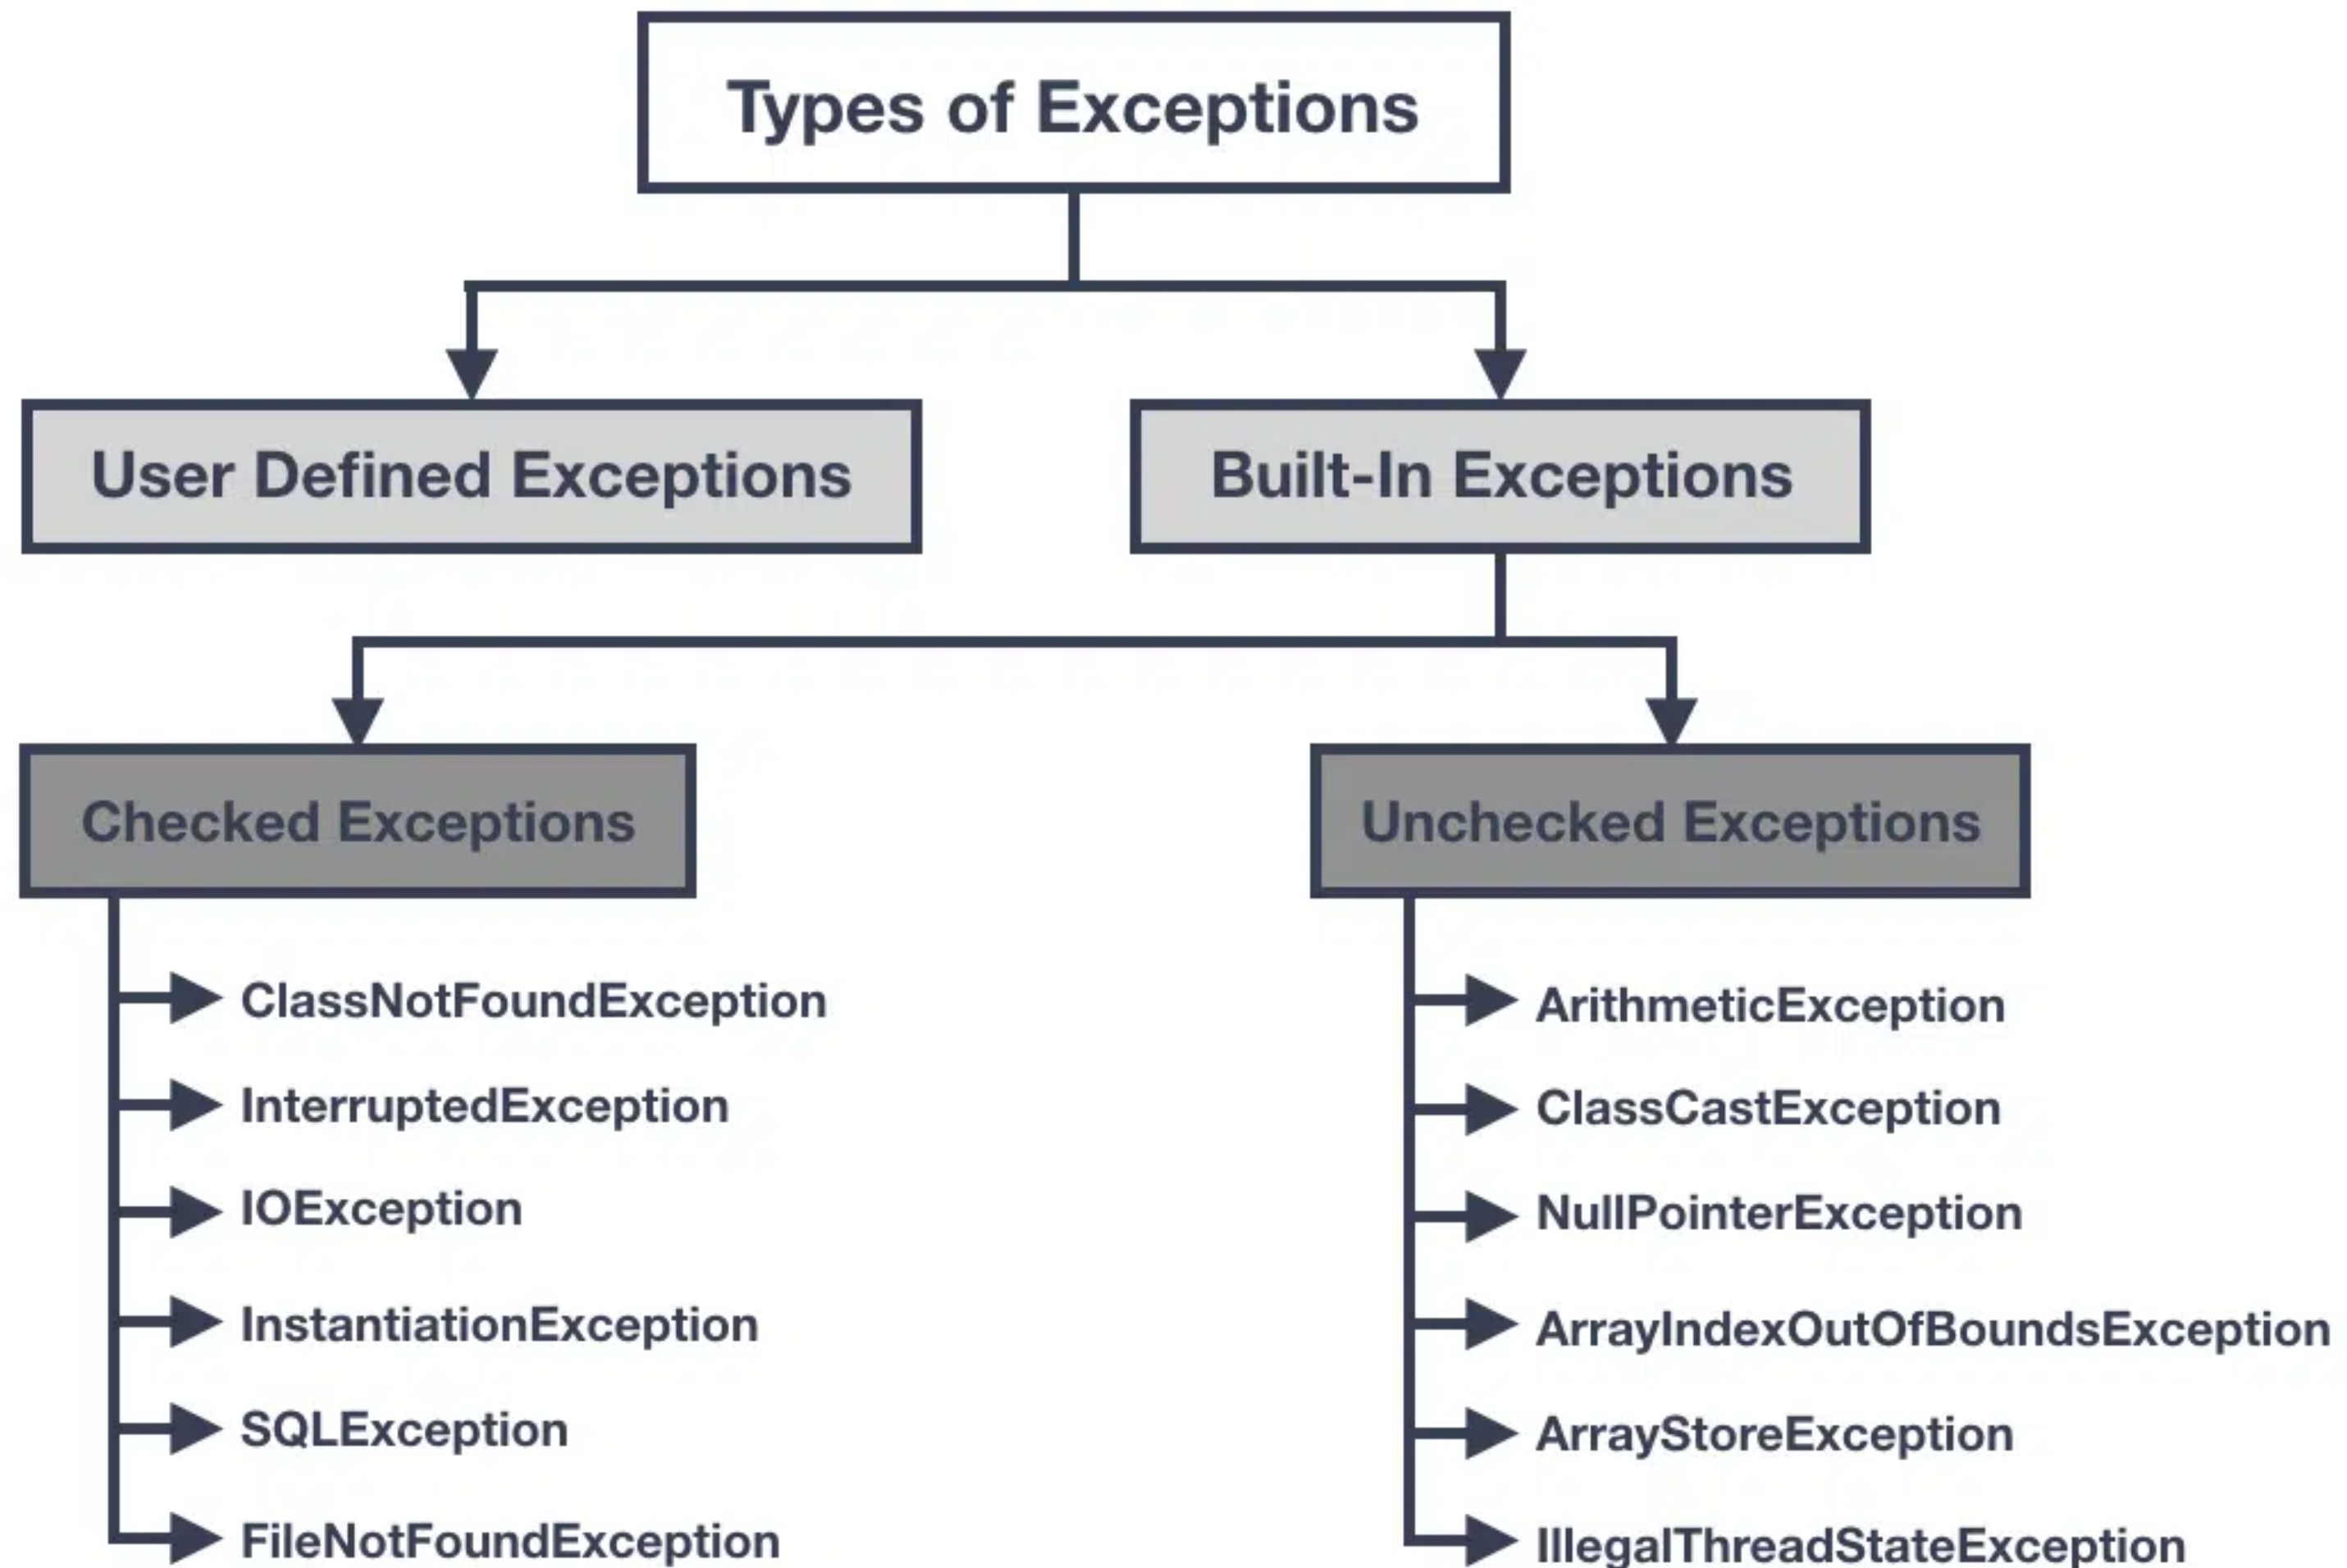 Types of Exceptions
User Defined Exceptions
Built-In Exceptions
Checked Exceptions
Unchecked Exceptions
ClassNotFoundException
InterruptedException
IOException
InstantiationException
SQLException
FileNotFoundException
ArithmeticException
ClassCastException
NullPointerException
ArrayIndexOutOfBoundsException
ArrayStoreException
IllegalThreadStateException